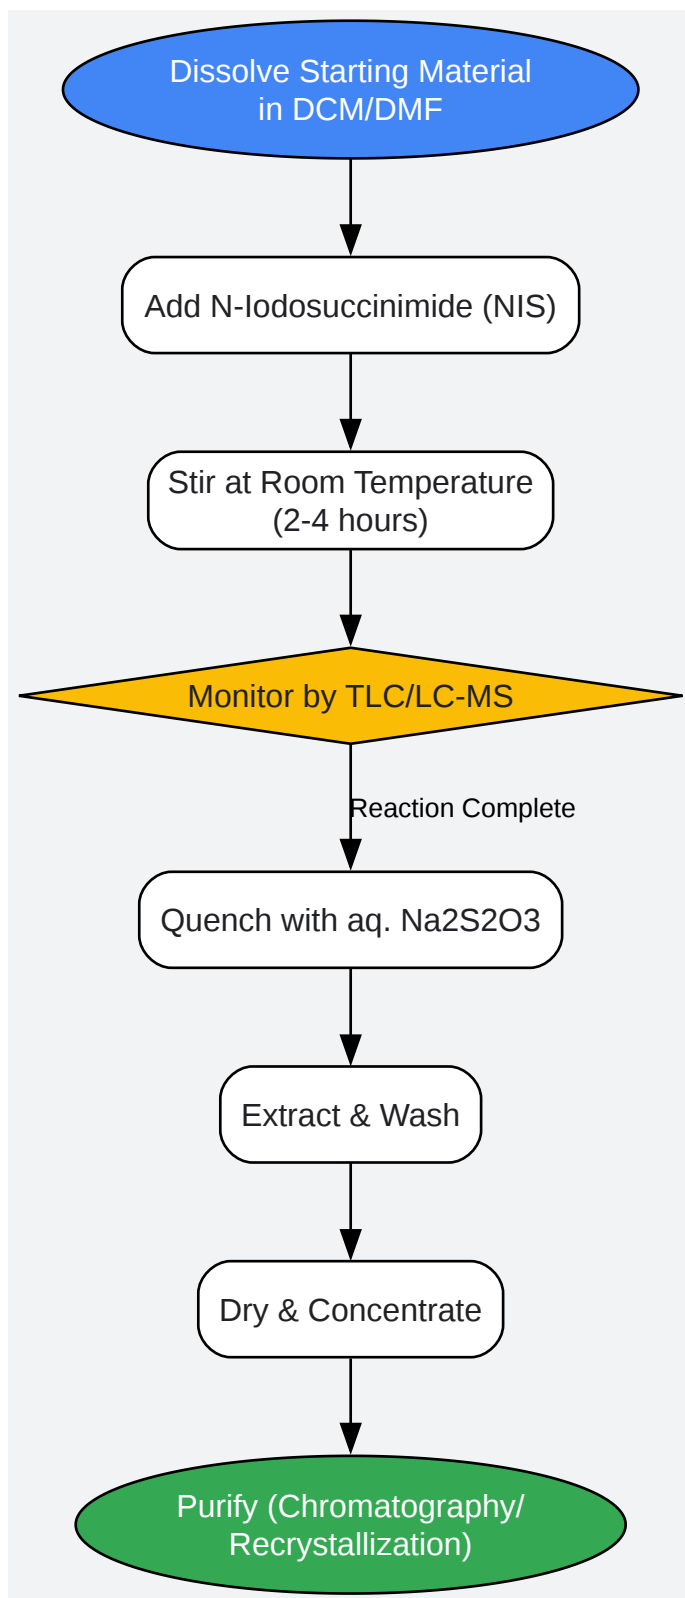 Dissolve Starting Material
in DCM/DMF
Add N-Iodosuccinimide (NIS)
Stir at Room Temperature
(2-4 hours)
Monitor by TLC/LC-MS
Reaction Complete
Quench with aq. Na2S2O3
Extract & Wash
Dry & Concentrate
Purify (Chromatography/
Recrystallization)